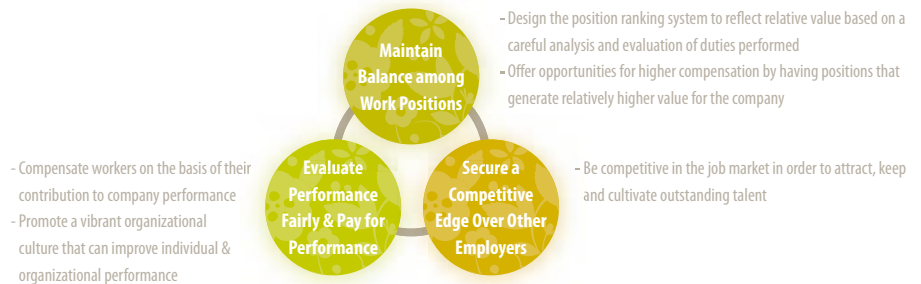 Maintain
Balance among
Work Positions
- Design the position ranking system to reflect relative value based on a
careful analysis and evaluation of duties performed
- Offer opportunities for higher compensation by having positions that
generate relatively higher value for the company
- Compensate workers on the basis of their
contribution to company performance
- Promote a vibrant organizational
culture that can improve individual &
organizational performance
Evaluate
Performance
Fairly & Pay for
Performance
Secure a
Competitive
Edge Over Other
Employers
- Be competitive in the job market in order to attract, keep
and cultivate outstanding talent